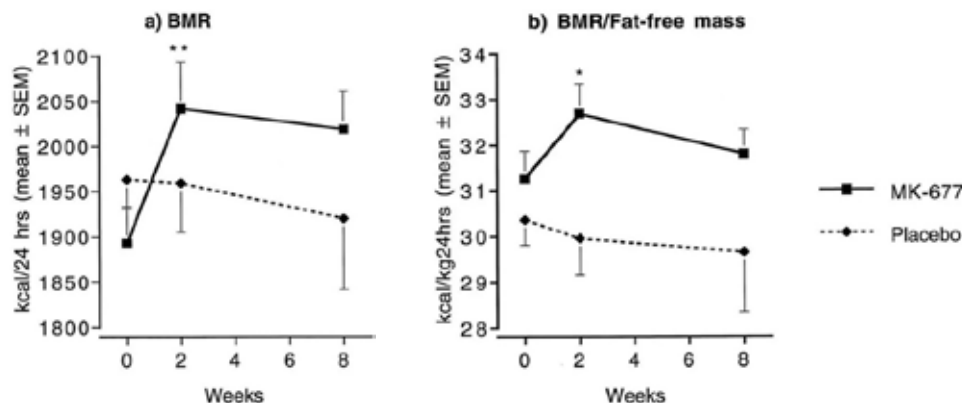 a) BMR
**
kcal/24 hrs (mean ± SEM)
2100
2050
2000
1950
1900
1850
1800
0 2 4 6 8
Weeks
b) BMR/Fat-free mass
*
kcal/kg24hrs (mean ± SEM)
34
33
32
31
30
29
28
0 2 4 6 8
Weeks
MK-677
Placebo